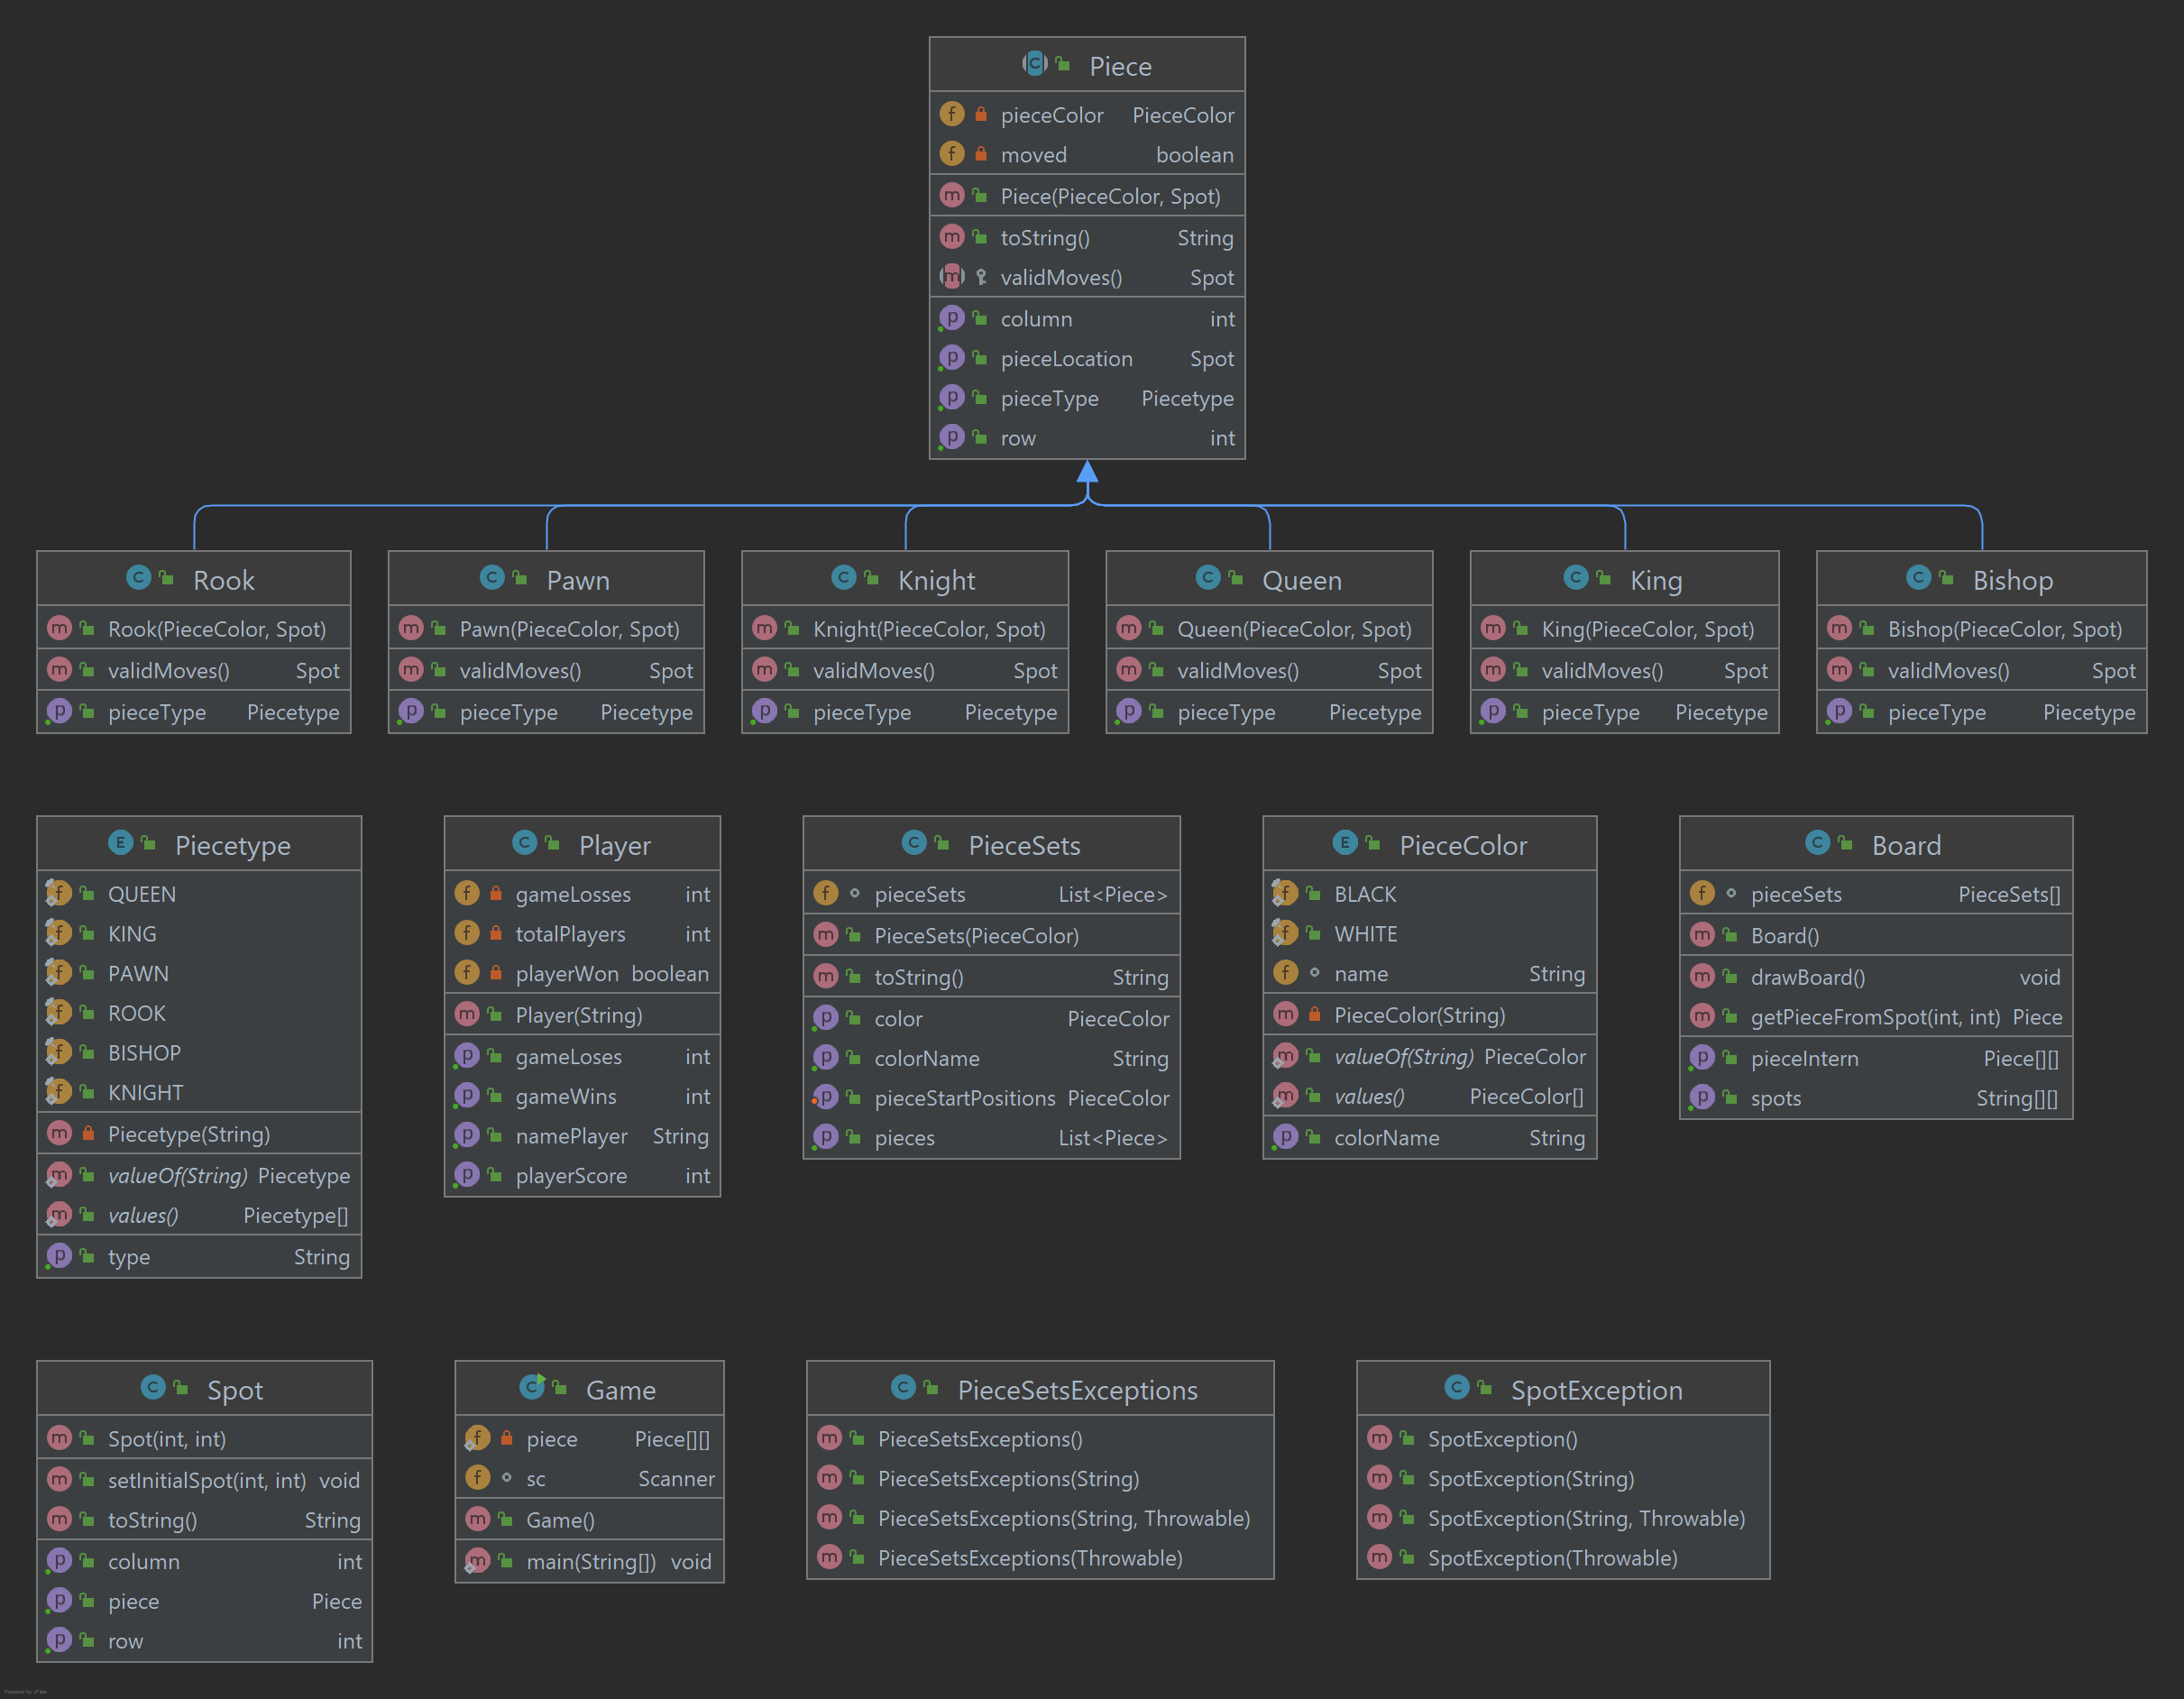 Piece
pieceColor PieceColor
moved boolean
Piece(PieceColor, Spot)
toString() String
validMoves() Spot
column int
pieceLocation Spot
pieceType Piecetype
row int
Rook
Rook(PieceColor, Spot)
validMoves() Spot
pieceType Piecetype
Pawn
Pawn(PieceColor, Spot)
validMoves() Spot
pieceType Piecetype
Knight
Knight(PieceColor, Spot)
validMoves() Spot
pieceType Piecetype
Queen
Queen(PieceColor, Spot)
validMoves() Spot
pieceType Piecetype
King
King(PieceColor, Spot)
validMoves() Spot
pieceType Piecetype
Bishop
Bishop(PieceColor, Spot)
validMoves() Spot
pieceType Piecetype
Piecetype
QUEEN
KING
PAWN
ROOK
BISHOP
KNIGHT
Piecetype(String)
valueOf(String) Piecetype
values() Piecetype[]
type String
Player
gameLosses int
totalPlayers int
playerWon boolean
Player(String)
gameLoses int
gameWins int
namePlayer String
playerScore int
PieceSets
pieceSets List<Piece>
PieceSets(PieceColor)
toString() String
color PieceColor
colorName String
pieceStartPositions PieceColor
pieces List<Piece>
PieceColor
BLACK
WHITE
name String
PieceColor(String)
valueOf(String) PieceColor
values() PieceColor[]
colorName String
Board
pieceSets PieceSets[]
Board()
drawBoard() void
getPieceFromSpot(int, int) Piece
pieceIntern Piece[][]
spots String[][]
Spot
Spot(int, int)
setInitialSpot(int, int) void
toString() String
column int
piece Piece
row int
Game
piece Piece[][]
sc Scanner
Game()
main(String[]) void
PieceSetsExceptions
PieceSetsExceptions()
PieceSetsExceptions(String)
PieceSetsExceptions(String, Throwable)
PieceSetsExceptions(Throwable)
SpotException
SpotException()
SpotException(String)
SpotException(String, Throwable)
SpotException(Throwable)
Powered by yFiles